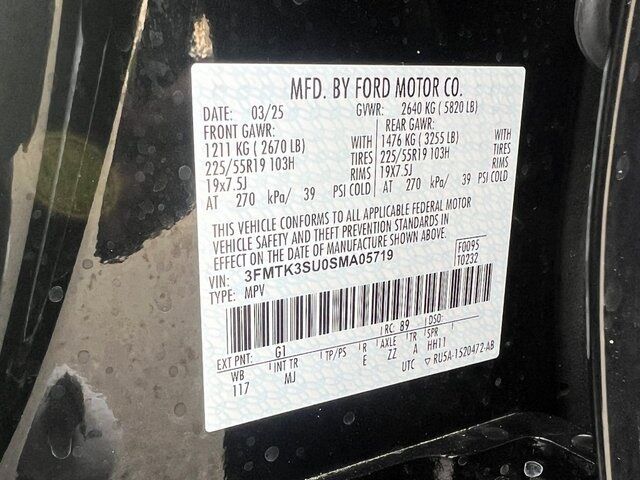 MFD. BY FORD MOTOR CO.
DATE: 03/25 GVWR: 2640 KG ( 5820 LB)
FRONT GAWR: REAR GAWR:
1211 KG ( 2670 LB) WITH 1476 KG ( 3255 LB) WITH
225/55R19 103H TIRES 225/55R19 103H TIRES
19x7.5J RIMS 19x7.5J RIMS
AT 270 kPa/ 39 PSI COLD AT 270 kPa/ 39 PSI COLD
THIS VEHICLE CONFORMS TO ALL APPLICABLE FEDERAL MOTOR
VEHICLE SAFETY AND THEFT PREVENTION STANDARDS IN
EFFECT ON THE DATE OF MANUFACTURE SHOWN ABOVE.
VIN: 3FMTK3SU0SMA05719 F0095
TYPE: MPV T0232
RC: 89 DSO:
EXT PNT: G1 TP/PS R AXLE TR SPR
WB INT TR E ZZ A HH11
117 MJ UTC ▽ RU5A-1520472-AB